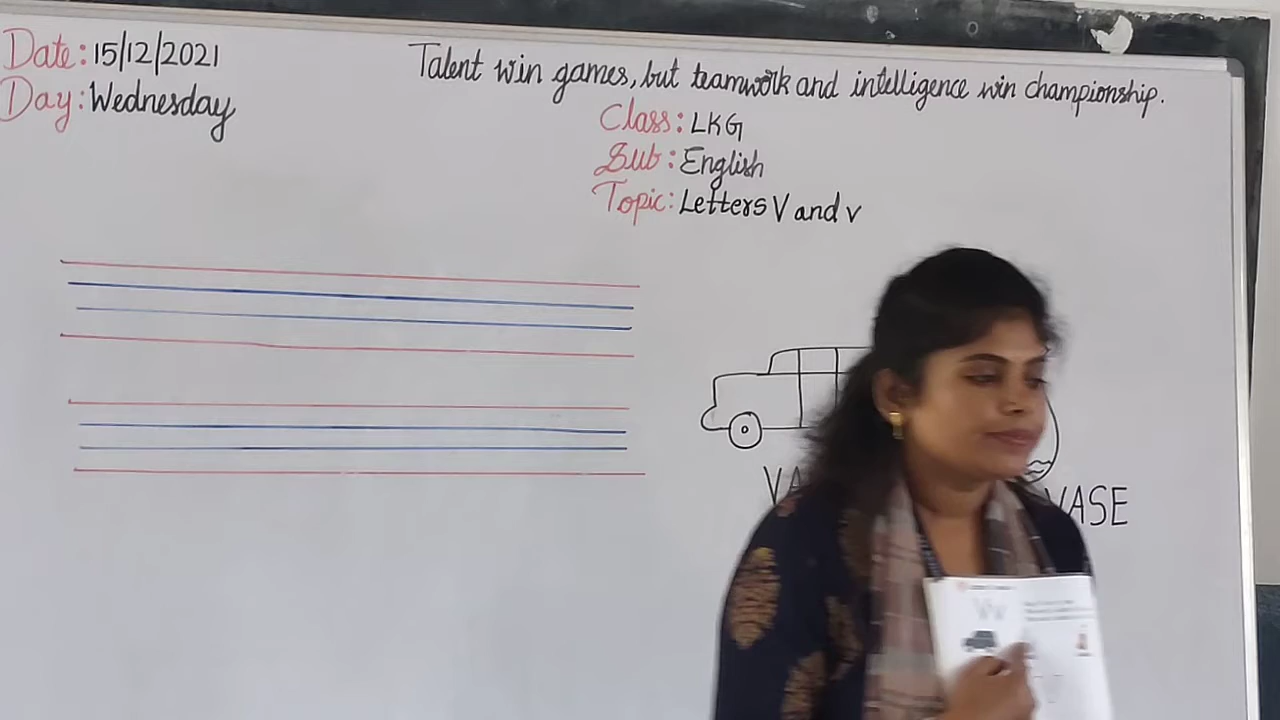 Date: 15/12/2021
Day: Wednesday
Talent win games, but teamwork and intelligence win championship.
Class: LKG
Sub: English
Topic: Letters V and v
VASE
Vv